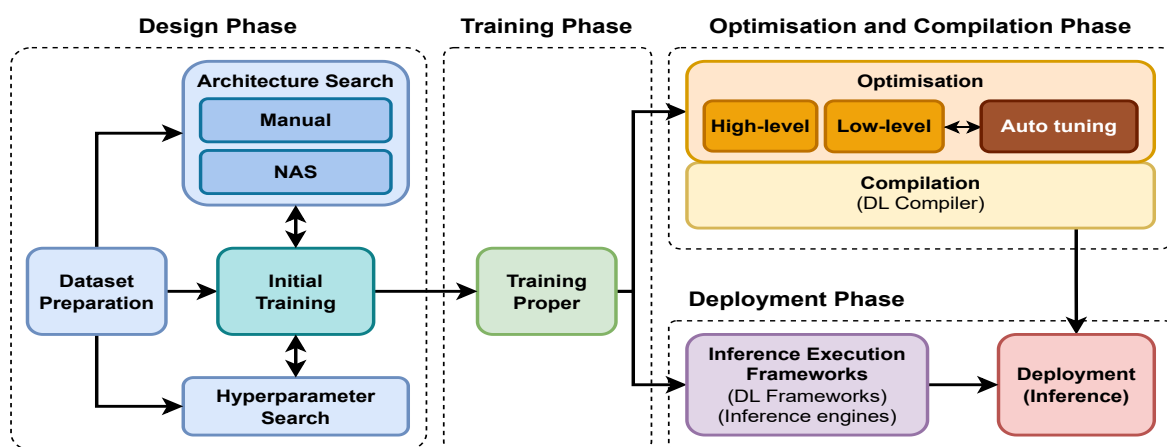 Design Phase
Training Phase
Optimisation and Compilation Phase
Architecture Search
Manual
NAS
Dataset
Preparation
Initial
Training
Hyperparameter
Search
Training
Proper
Optimisation
High-level
Low-level
Auto tuning
Compilation
(DL Compiler)
Deployment Phase
Inference Execution
Frameworks
(DL Frameworks)
(Inference engines)
Deployment
(Inference)